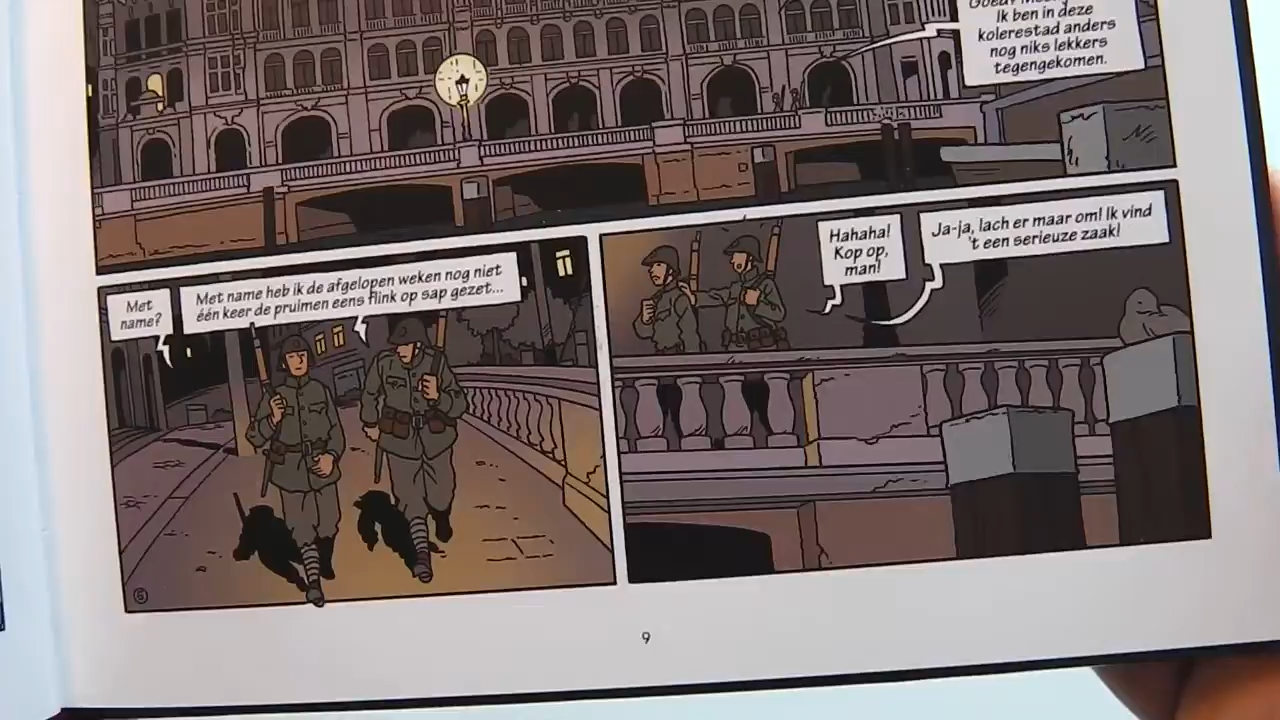 Ik ben in deze
kolerestad anders
nog niks lekkers
tegengekomen.
Met
name?
Met name heb ik de afgelopen weken nog niet
één keer de pruimen eens flink op sap gezet...
Hahaha!
Kop op,
man!
Ja-ja, lach er maar om! Ik vind
't een serieuze zaak!
9